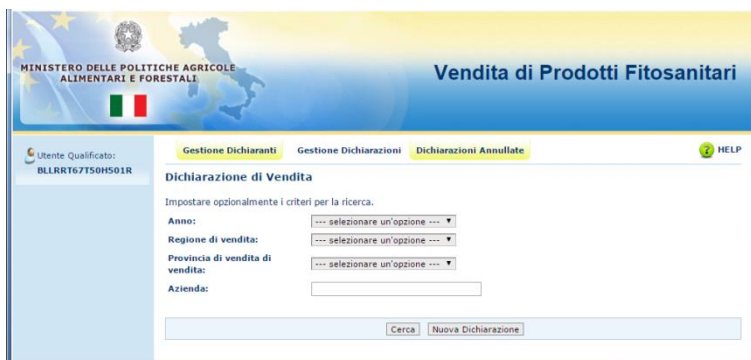 MINISTERO DELLE POLITICHE AGRICOLE
ALIMENTARI E FORESTALI
Vendita di Prodotti Fitosanitari
Utente Qualificato:
BLLRRT67T50H501R
Gestione Dichiaranti Gestione Dichiarazioni Dichiarazioni Annullate ? HELP
Dichiarazione di Vendita
Impostare opzionalmente i criteri per la ricerca.
Anno: --- selezionare un'opzione ---
Regione di vendita: --- selezionare un'opzione ---
Provincia di vendita di
vendita: --- selezionare un'opzione ---
Azienda:
Cerca Nuova Dichiarazione